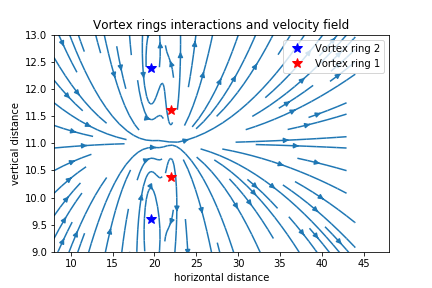 Vortex rings interactions and velocity field
Vortex ring 2
Vortex ring 1
13.0
12.5
12.0
11.5
11.0
10.5
10.0
9.5
9.0
vertical distance
10 15 20 25 30 35 40 45
horizontal distance